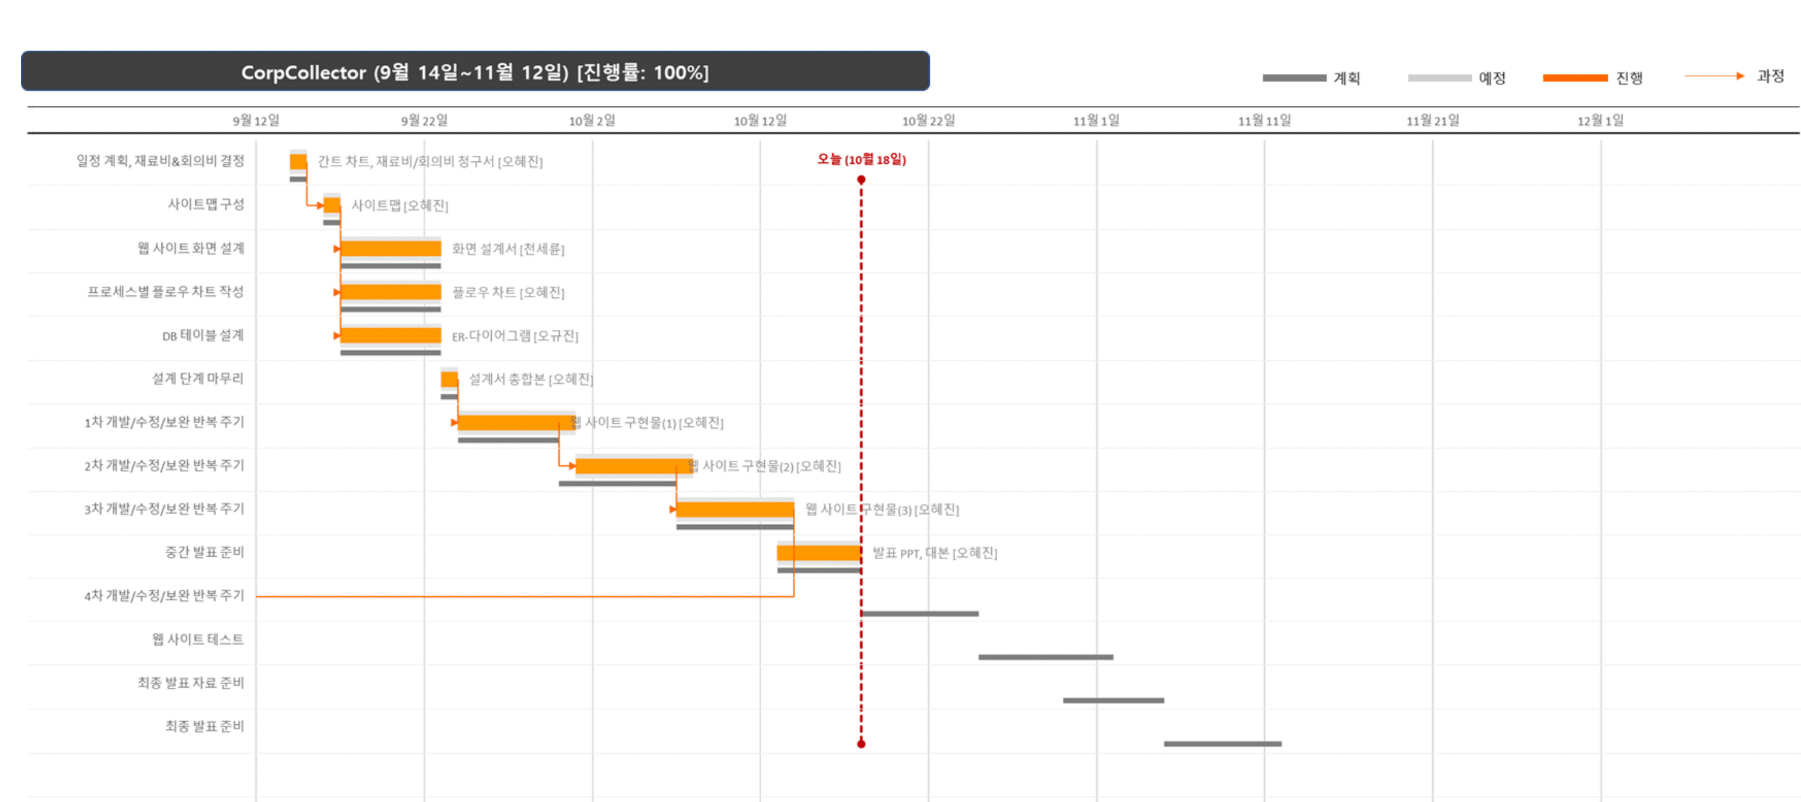 CorpCollector (9월 14일~11월 12일) [진행률: 100%]
계획
예정
진행
과정
9월 12일
9월 22일
10월 2일
10월 12일
10월 22일
11월 1일
11월 11일
11월 21일
12월 1일
오늘 (10월 18일)
일정 계획, 재료비&회의비 결정
간트 차트, 재료비/회의비 청구서 [오혜진]
사이트맵 구성
사이트맵 [오혜진]
웹 사이트 화면 설계
화면 설계서 [천세륜]
프로세스별 플로우 차트 작성
플로우 차트 [오혜진]
DB 테이블 설계
ER-다이어그램 [오규진]
설계 단계 마무리
설계서 총합본 [오혜진]
1차 개발/수정/보완 반복 주기
웹 사이트 구현물(1) [오혜진]
2차 개발/수정/보완 반복 주기
웹 사이트 구현물(2) [오혜진]
3차 개발/수정/보완 반복 주기
웹 사이트 구현물(3) [오혜진]
중간 발표 준비
발표 PPT, 대본 [오혜진]
4차 개발/수정/보완 반복 주기
웹 사이트 테스트
최종 발표 자료 준비
최종 발표 준비